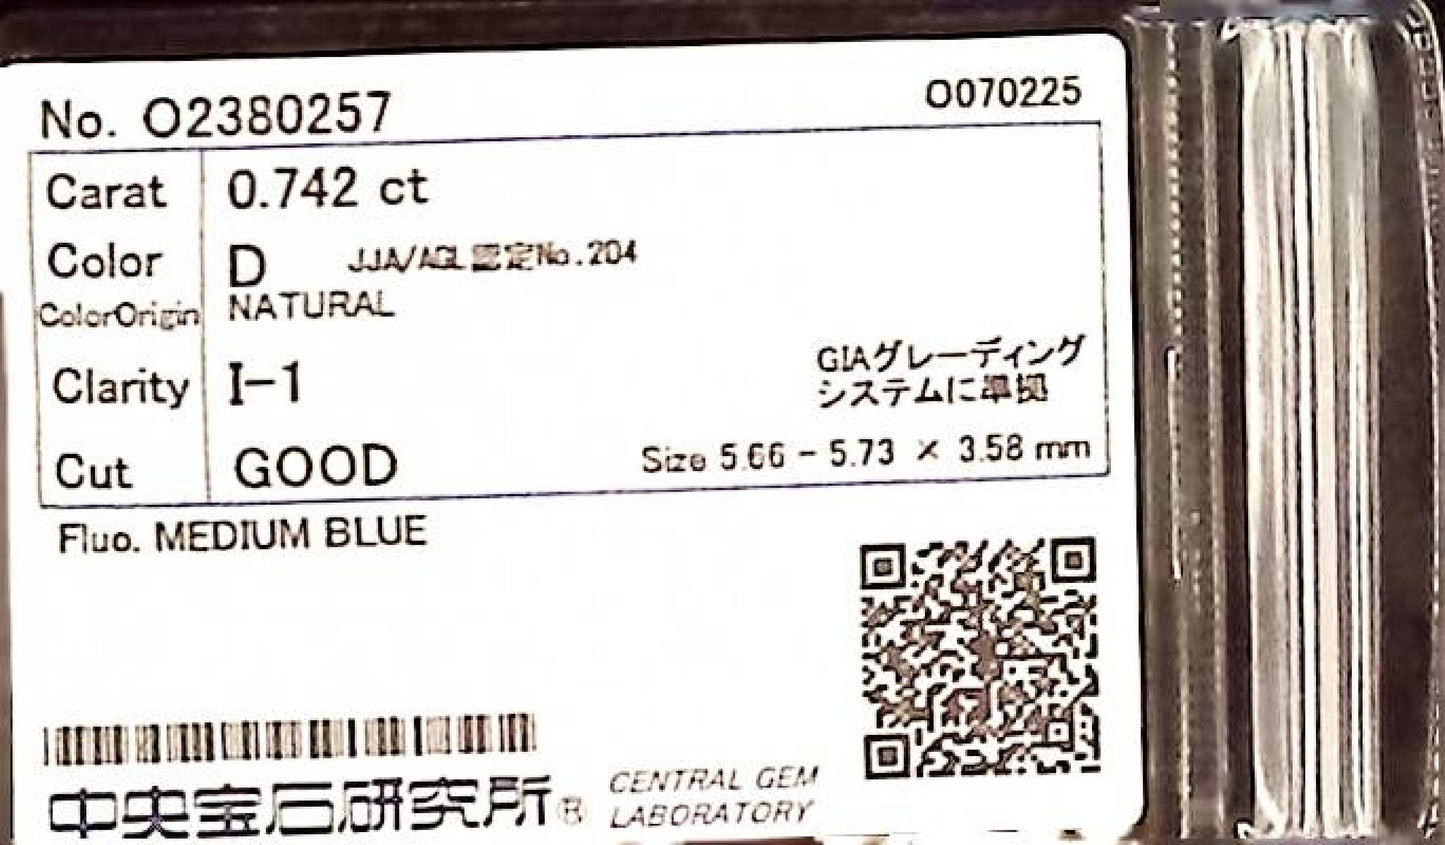 No. O2380257
O070225
Carat 0.742 ct
Color D JJA/AGL認定No.204
ColorOrigin NATURAL
Clarity I-1
GIAグレーディング
システムに準拠
Cut GOOD
Size 5.66 - 5.73 × 3.58 mm
Fluo. MEDIUM BLUE
中央宝石研究所®
CENTRAL GEM
LABORATORY